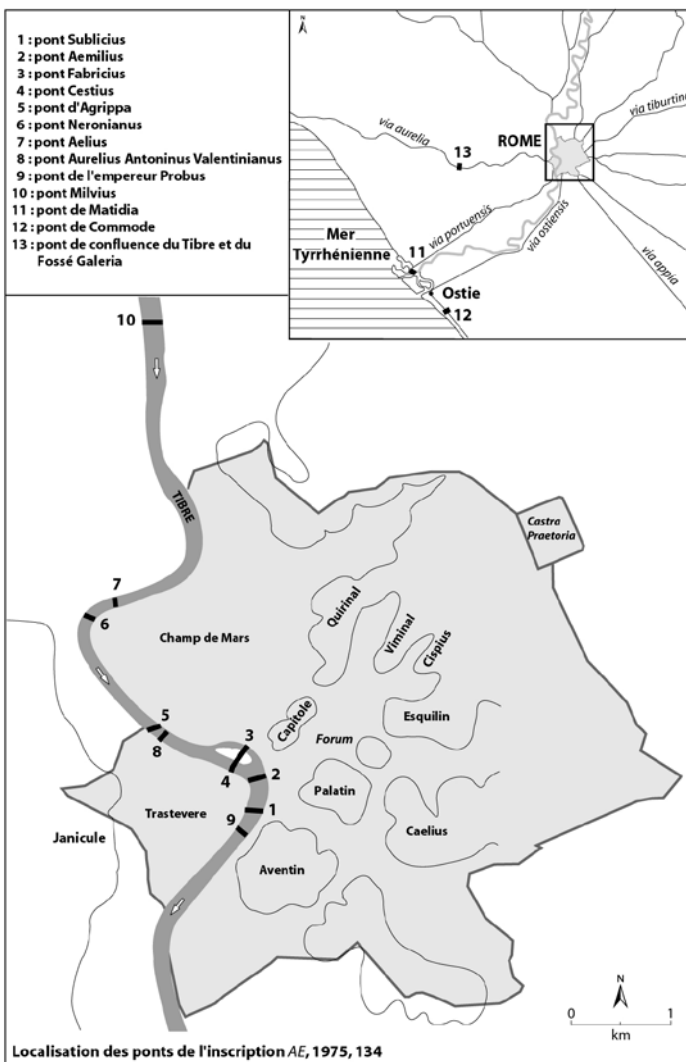 1 : pont Sublicius
2 : pont Aemilius
3 : pont Fabricius
4 : pont Cestius
5 : pont d'Agrippa
6 : pont Neronianus
7 : pont Aelius
8 : pont Aurelius Antoninus Valentinianus
9 : pont de l'empereur Probus
10 : pont Milvius
11 : pont de Matidia
12 : pont de Commode
13 : pont de confluence du Tibre et du
Fossé Galeria
N
via tiburtina
via aurelia
ROME
13
Mer
Tyrrhénienne
via portuensis
via ostiensis
via appia
11
Ostie
12
10
TIBRE
Castra
Praetoria
7
6
Champ de Mars
Quirinal
Viminal
Cispius
Esquilin
5
8
3
4
Capitole
Forum
2
1
9
Palatin
Trastevere
Janicule
Caelius
Aventin
N
0 1
km
Localisation des ponts de l'inscription AE, 1975, 134